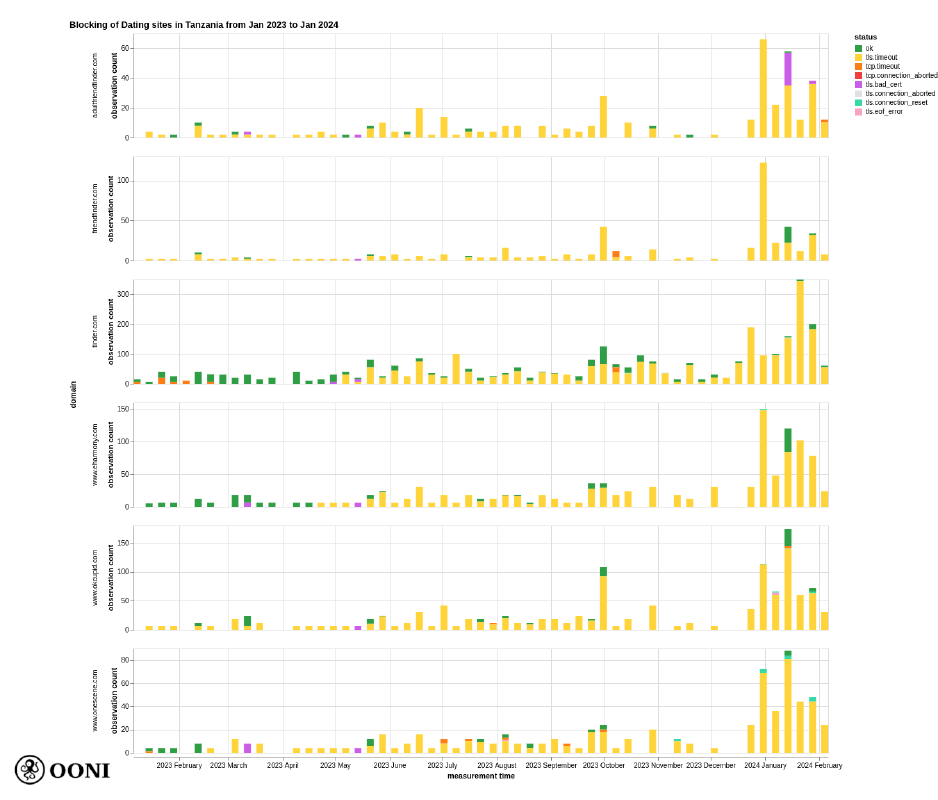 Blocking of Dating sites in Tanzania from Jan 2023 to Jan 2024
status
ok
tls.timeout
tcp.timeout
tcp.connection_aborted
tls.bad_cert
tls.connection_aborted
tls.connection_reset
tls.eof_error
domain
adultfriendfinder.com
observation count
60
40
20
0
friendfinder.com
observation count
100
50
0
tinder.com
observation count
300
200
100
0
www.eharmony.com
observation count
150
100
50
0
www.okcupid.com
observation count
150
100
50
0
www.onescene.com
observation count
80
60
40
20
0
2023 February 2023 March 2023 April 2023 May 2023 June 2023 July 2023 August 2023 September 2023 October 2023 November 2023 December 2024 January 2024 February
measurement time
OONI